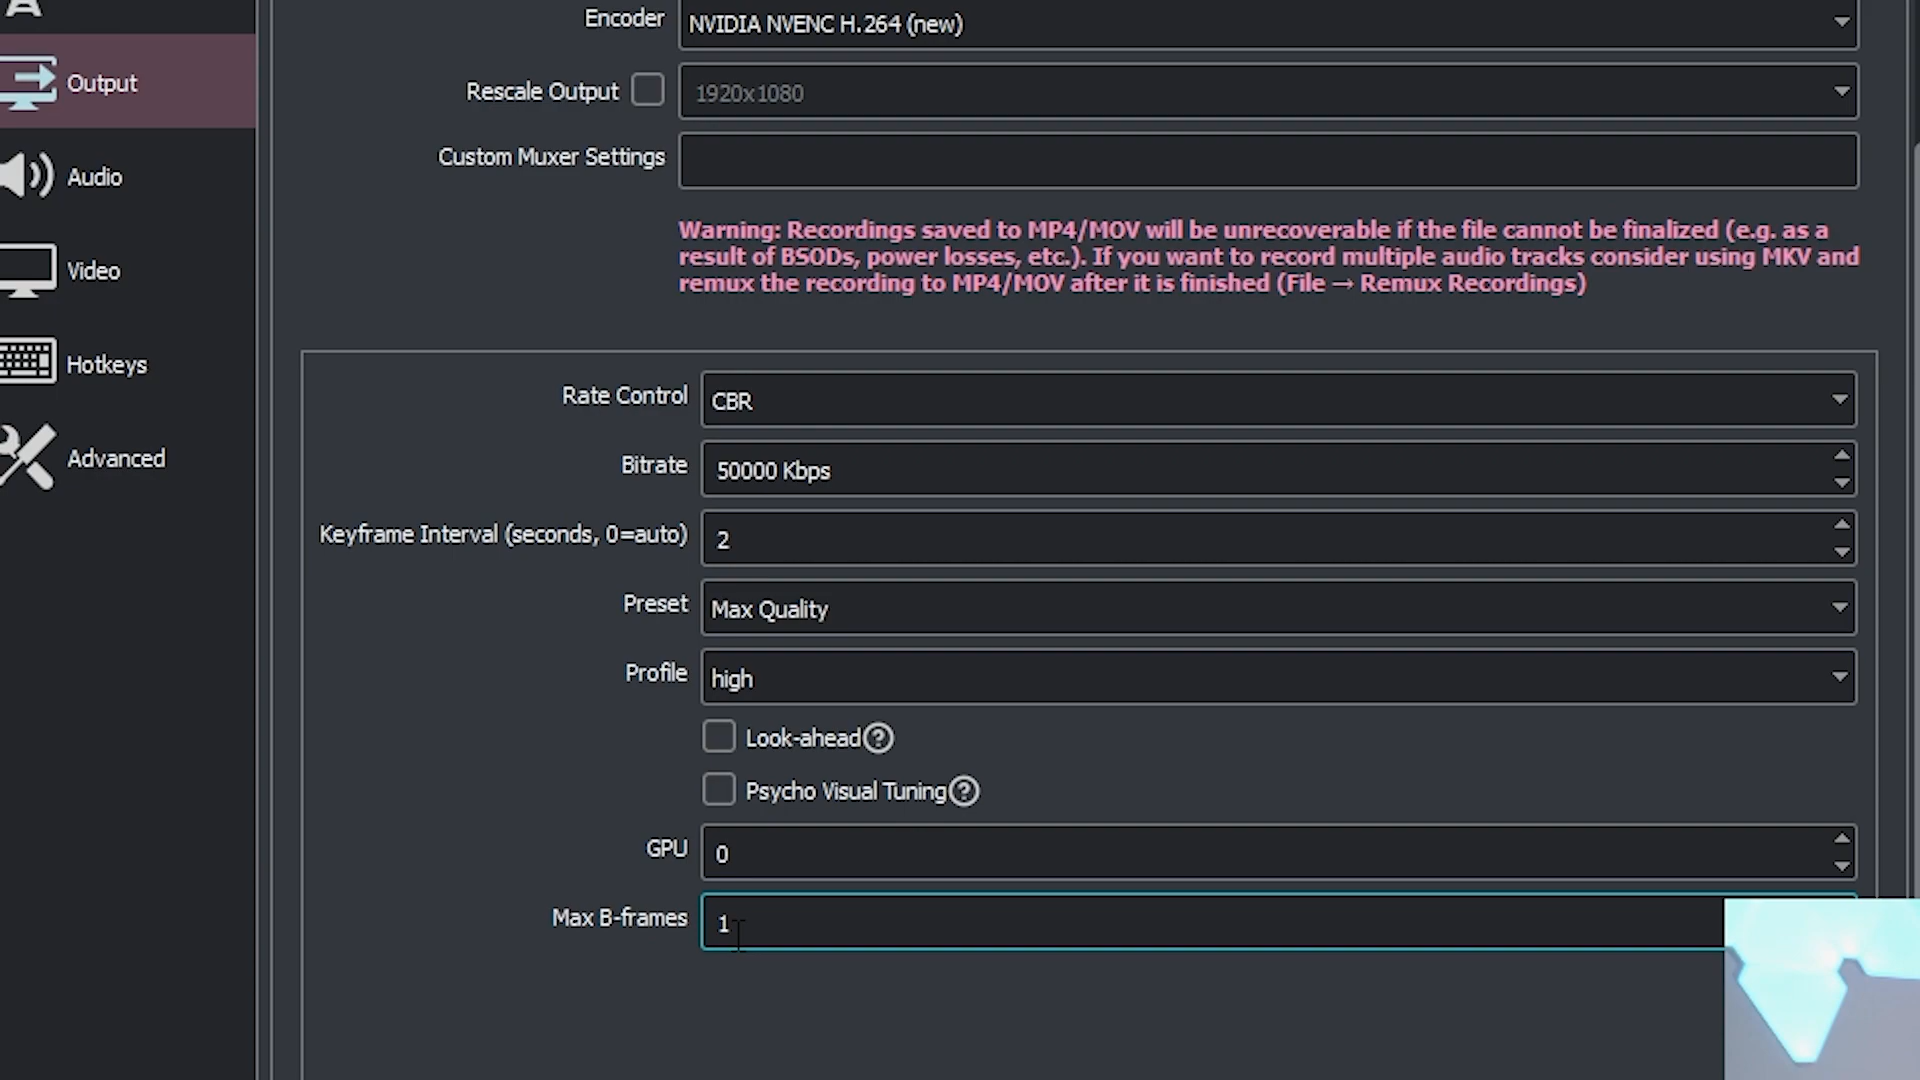 Encoder
NVIDIA NVENC H.264 (new)
Output
Rescale Output
1920x1080
Custom Muxer Settings
Audio
Warning: Recordings saved to MP4/MOV will be unrecoverable if the file cannot be finalized (e.g. as a
result of BSODs, power losses, etc.). If you want to record multiple audio tracks consider using MKV and
remux the recording to MP4/MOV after it is finished (File → Remux Recordings)
Video
Hotkeys
Rate Control
CBR
Advanced
Bitrate
50000 Kbps
Keyframe Interval (seconds, 0=auto)
2
Preset
Max Quality
Profile
high
Look-ahead
Psycho Visual Tuning
GPU
0
Max B-frames
1